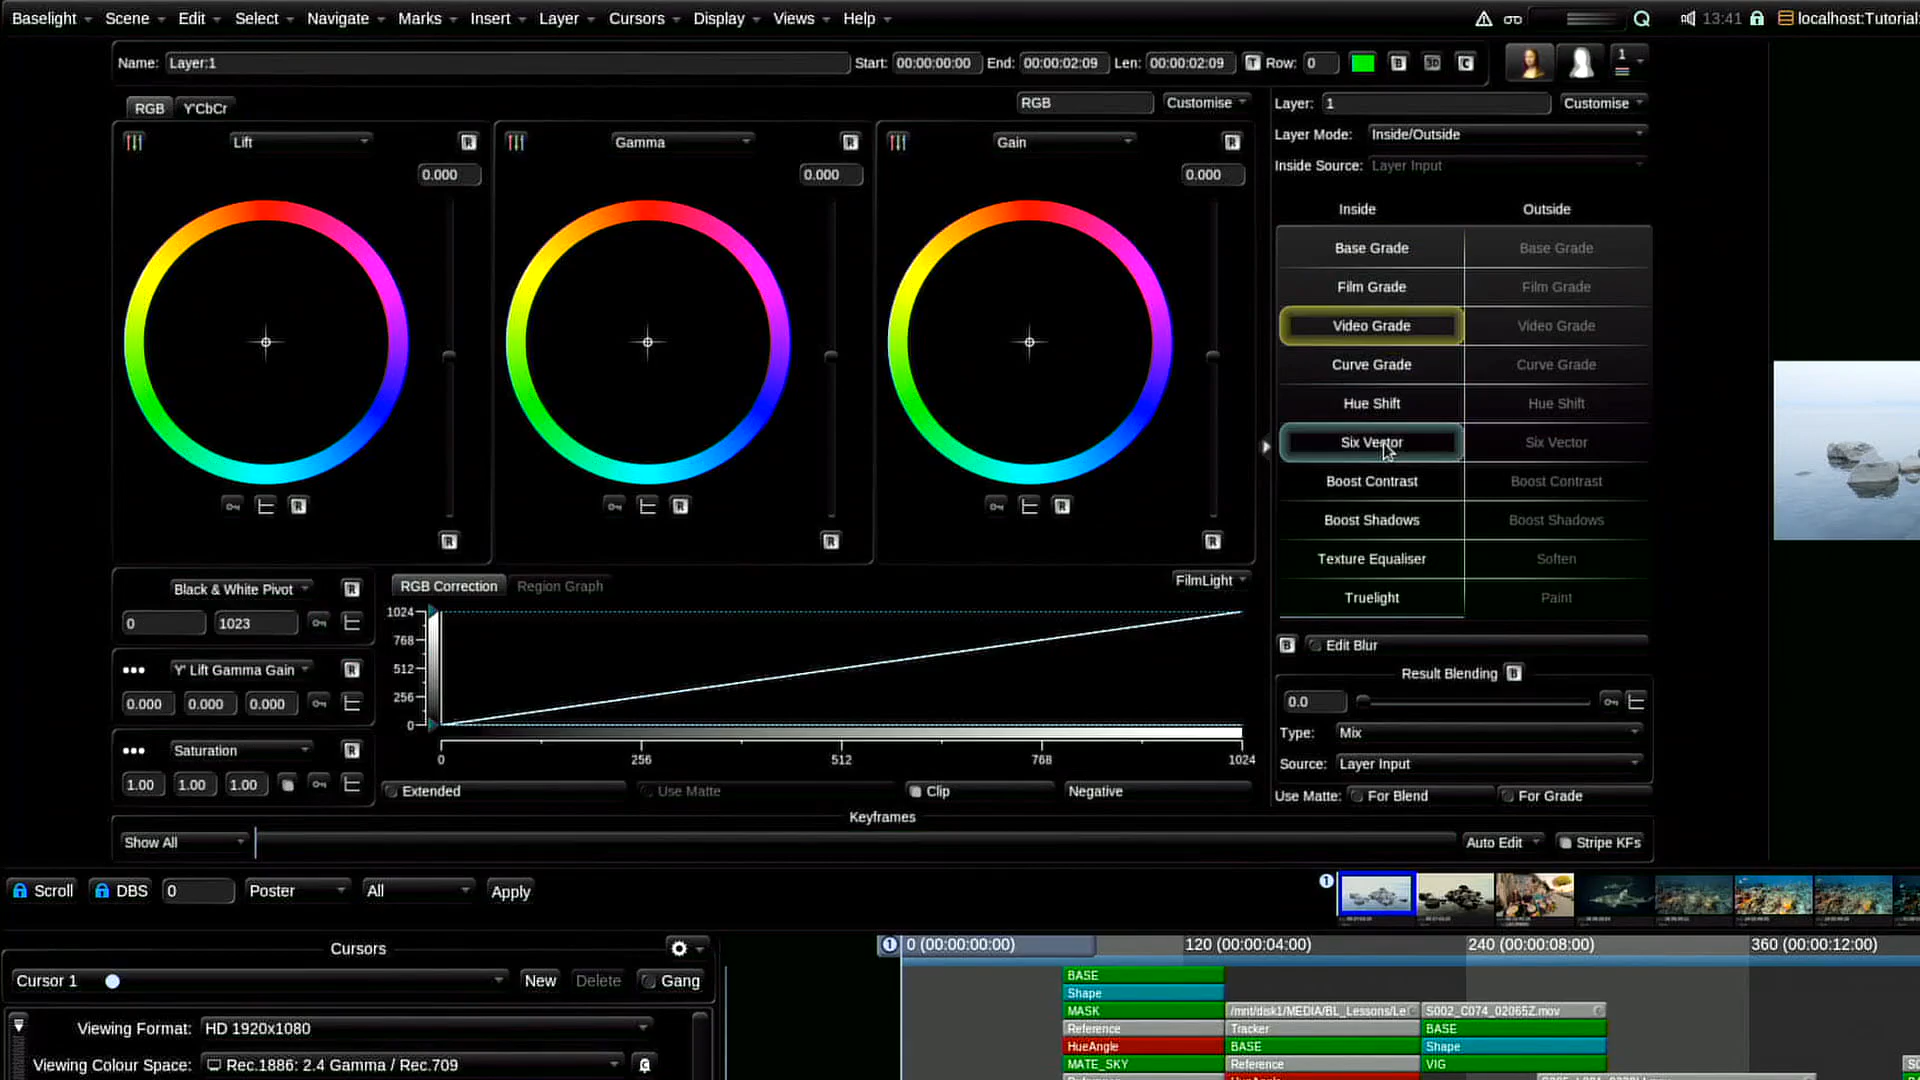 Baselight Scene Edit Select Navigate Marks Insert Layer Cursors Display Views Help 13:41 localhost:Tutorial
Name: Layer:1 Start: 00:00:00:00 End: 00:00:02:09 Len: 00:00:02:09 T Row: 0 B 3D C 1
RGB Y'CbCr RGB Customise
Layer: 1 Customise
Lift R Gamma R Gain R
Layer Mode: Inside/Outside
Inside Source: Layer Input
0.000 0.000 0.000
Inside Outside
Base Grade Base Grade
Film Grade Film Grade
Video Grade Video Grade
Curve Grade Curve Grade
Hue Shift Hue Shift
Six Vector Six Vector
Boost Contrast Boost Contrast
Boost Shadows Boost Shadows
Texture Equaliser Soften
Truelight Paint
R R R
R R R
Black & White Pivot R
0 1023
Y' Lift Gamma Gain R
0.000 0.000 0.000
Saturation R
1.00 1.00 1.00
RGB Correction Region Graph FilmLight
1024
768
512
256
0
0 256 512 768 1024
Extended Use Matte Clip Negative
B Edit Blur
Result Blending B
0.0
Type: Mix
Source: Layer Input
Use Matte: For Blend For Grade
Keyframes
Show All Auto Edit Stripe KFs
Scroll DBS 0 Poster All Apply
1
Cursors
Cursor 1 New Delete Gang
Viewing Format: HD 1920x1080
Viewing Colour Space: Rec.1886: 2.4 Gamma / Rec.709
1 0 (00:00:00:00) 120 (00:00:04:00) 240 (00:00:08:00) 360 (00:00:12:00)
BASE
Shape
MASK /mnt/disk1/MEDIA/BL_Lessons/Le S002_C074_02065Z.mov
Reference Tracker BASE
HueAngle BASE Shape
MATE_SKY Reference VIG